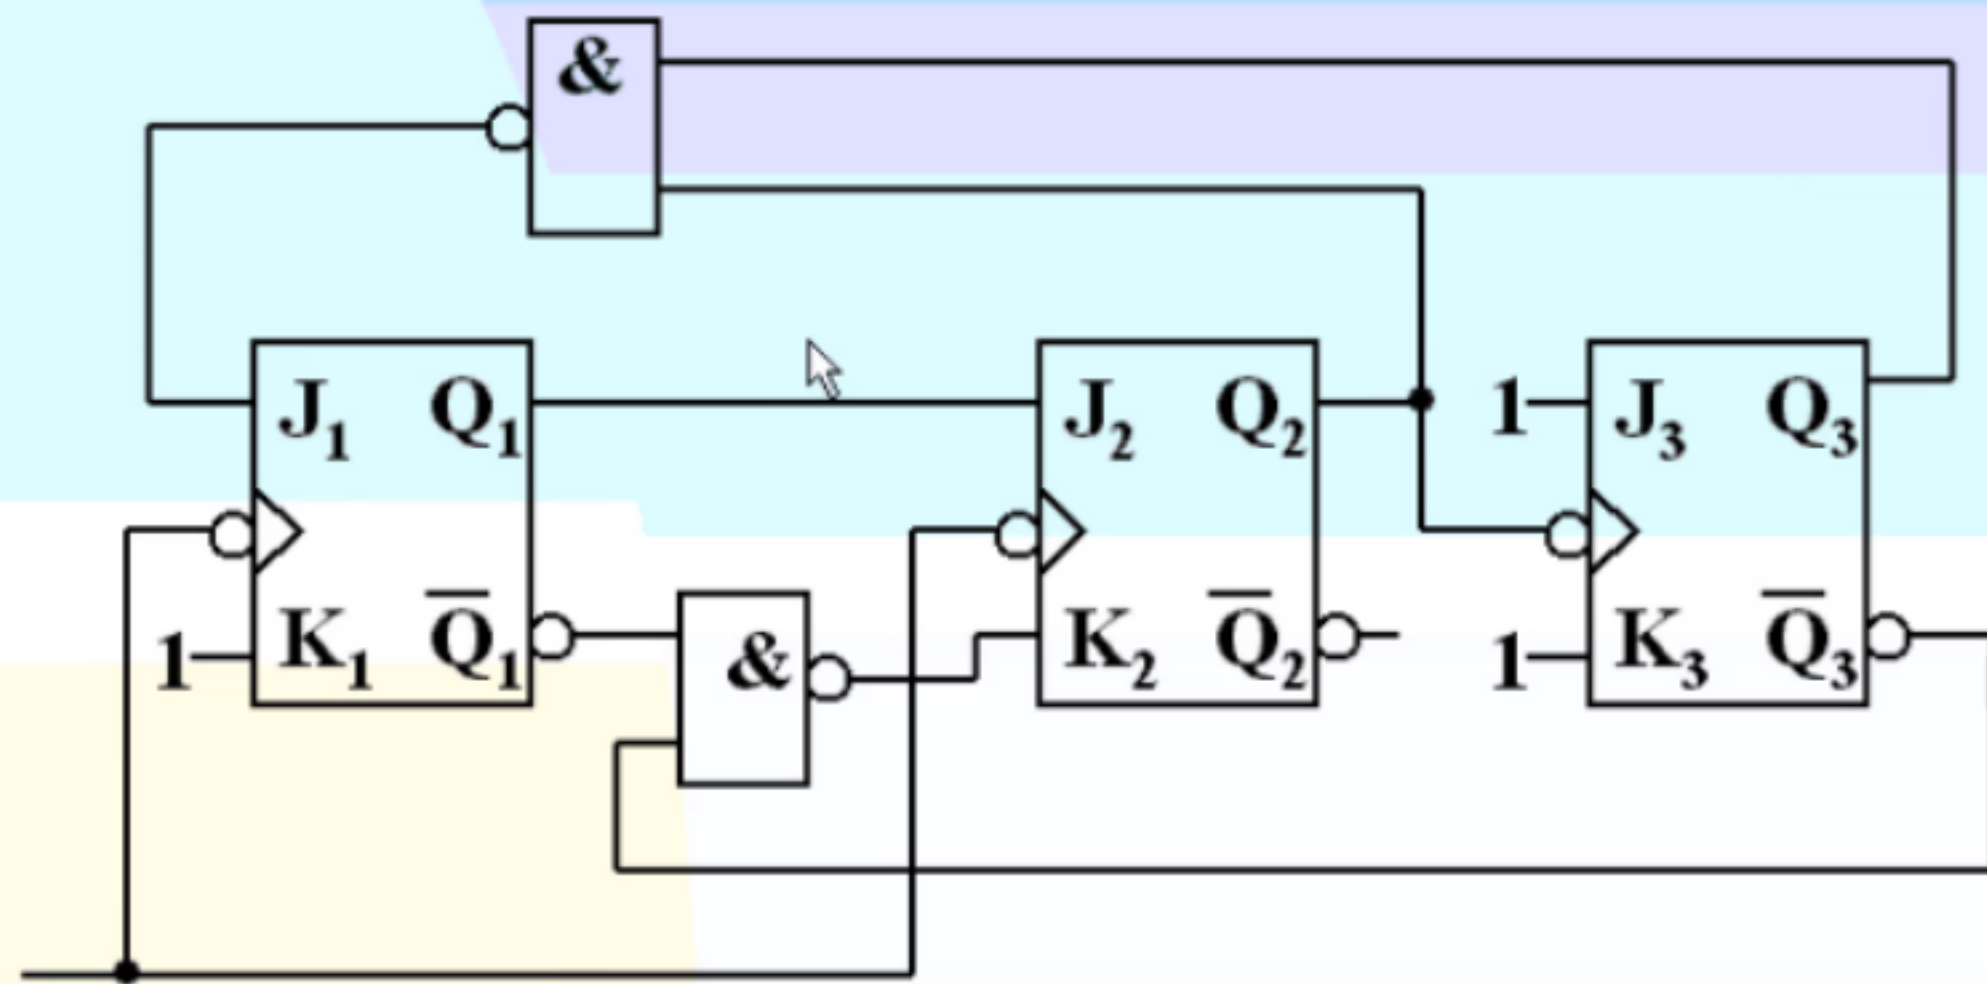 &
J₁ Q₁ J₂ Q₂ 1 J₃ Q₃
1 K₁ Q̅₁ & K₂ Q̅₂ 1 K₃ Q̅₃